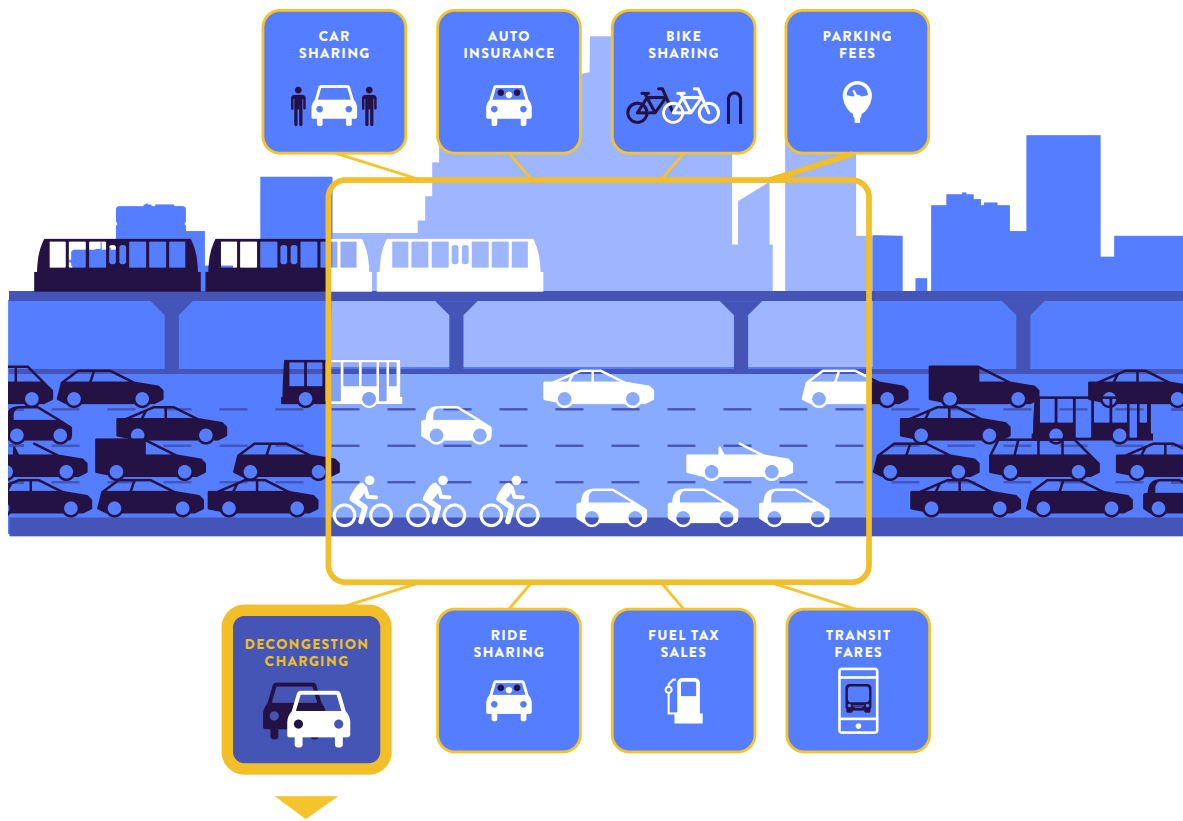 CAR
SHARING
AUTO
INSURANCE
BIKE
SHARING
PARKING
FEES
DECONGESTION
CHARGING
RIDE
SHARING
FUEL TAX
SALES
TRANSIT
FARES